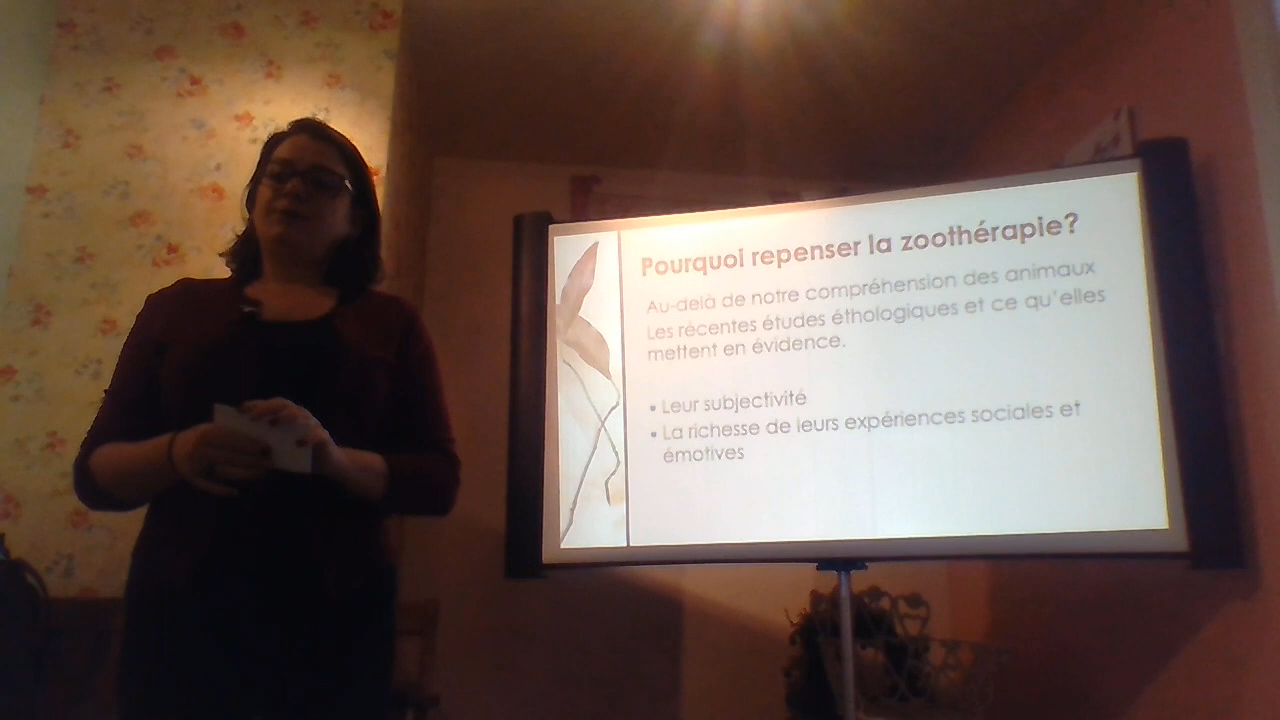 Pourquoi repenser la zoothérapie?
Au-delà de notre compréhension des animaux
Les récentes études éthologiques et ce qu'elles
mettent en évidence.
▪ Leur subjectivité
▪ La richesse de leurs expériences sociales et
émotives